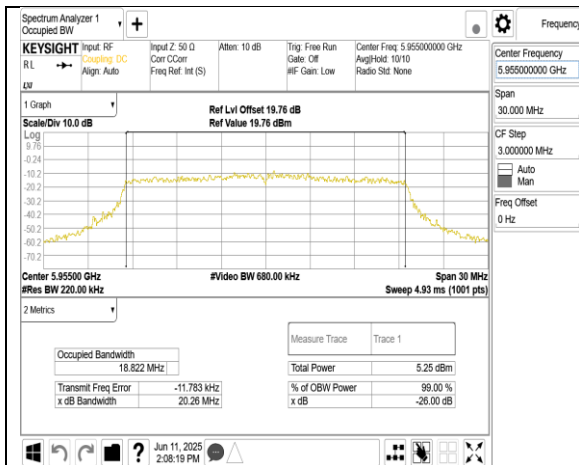 Spectrum Analyzer 1
Occupied BW
Frequency
KEYSIGHT
RL
LXI
Input: RF
Coupling: DC
Align: Auto
Input Z: 50 Ω
Corr CCorr
Freq Ref: Int (S)
Atten: 10 dB
Trig: Free Run
Gate: Off
#IF Gain: Low
Center Freq: 5.955000000 GHz
Avg|Hold: 10/10
Radio Std: None
Center Frequency
5.955000000 GHz
Span
30.000 MHz
CF Step
3.000000 MHz
Auto
Man
Freq Offset
0 Hz
1 Graph
Scale/Div 10.0 dB
Ref Lvl Offset 19.76 dB
Ref Value 19.76 dBm
Log
9.76
-0.24
-10.2
-20.2
-30.2
-40.2
-50.2
-60.2
-70.2
Center 5.95500 GHz
#Res BW 220.00 kHz
#Video BW 680.00 kHz
Span 30 MHz
Sweep 4.93 ms (1001 pts)
2 Metrics
Measure Trace Trace 1
Occupied Bandwidth
18.822 MHz
Total Power 5.25 dBm
Transmit Freq Error -11.783 kHz
% of OBW Power 99.00 %
x dB Bandwidth 20.26 MHz
x dB -26.00 dB
?
Jun 11, 2025
2:08:19 PM